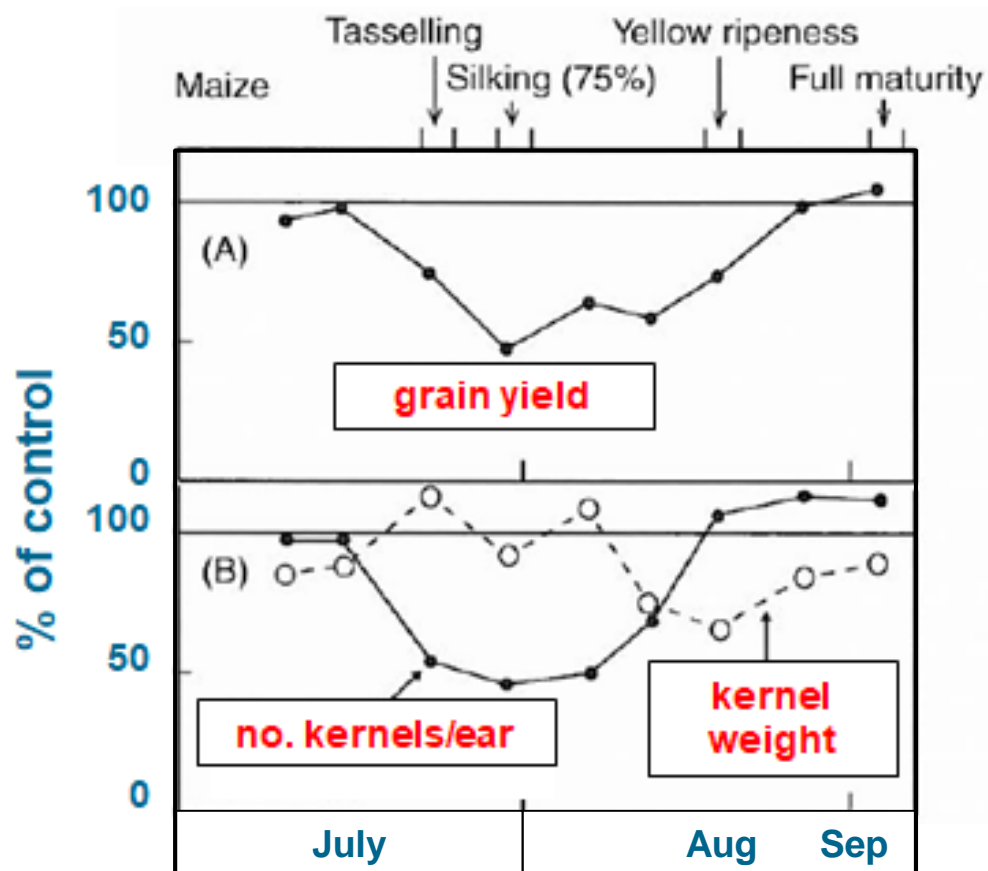 Tasselling
Yellow ripeness
Maize
Silking (75%)
Full maturity
100
(A)
50
grain yield
0
100
(B)
50
no. kernels/ear
kernel
weight
0
% of control
July
Aug
Sep